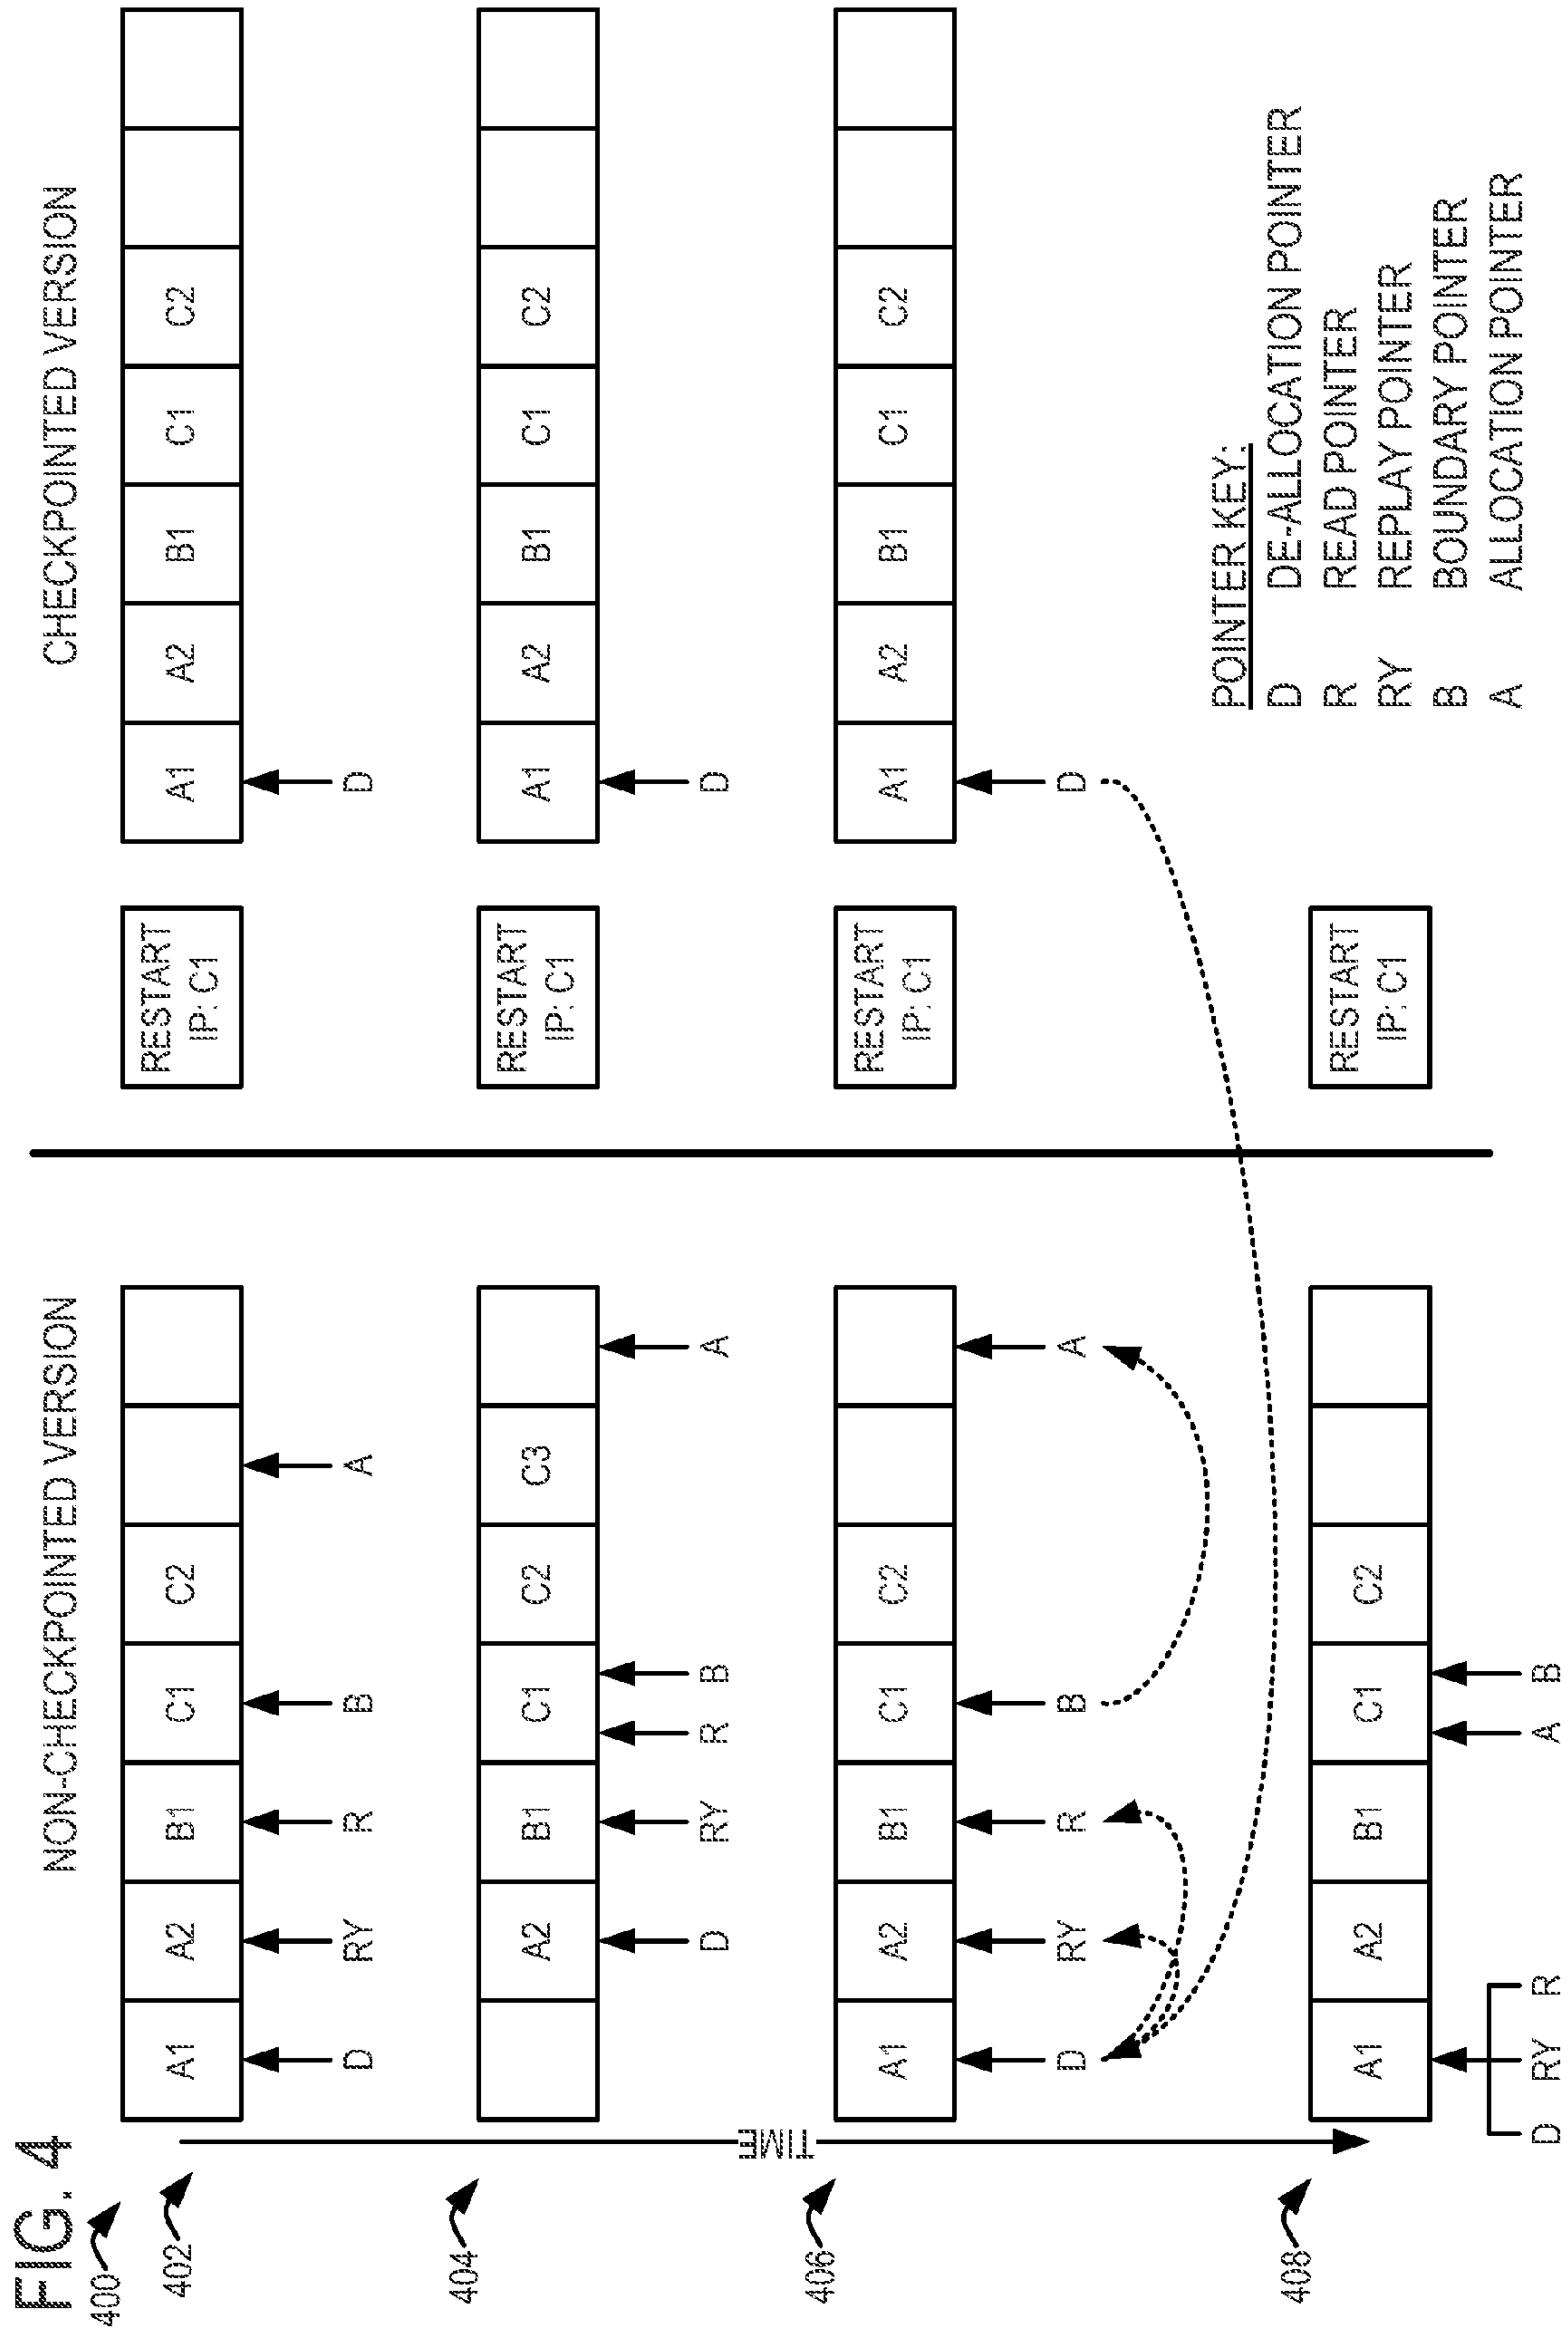 FIG. 4
400
NON-CHECKPOINTED VERSION
CHECKPOINTED VERSION
402
A1 A2 B1 C1 C2
D RY R B A
RESTART
IP: C1
A1 A2 B1 C1 C2
D
404
A2 B1 C1 C2 C3
D RY R B A
RESTART
IP: C1
A1 A2 B1 C1 C2
D
TIME
406
A1 A2 B1 C1 C2
D RY R B A
RESTART
IP: C1
A1 A2 B1 C1 C2
D
408
A1 A2 B1 C1 C2
D RY R A B
RESTART
IP: C1
POINTER KEY:
D DE-ALLOCATION POINTER
R READ POINTER
RY REPLAY POINTER
B BOUNDARY POINTER
A ALLOCATION POINTER